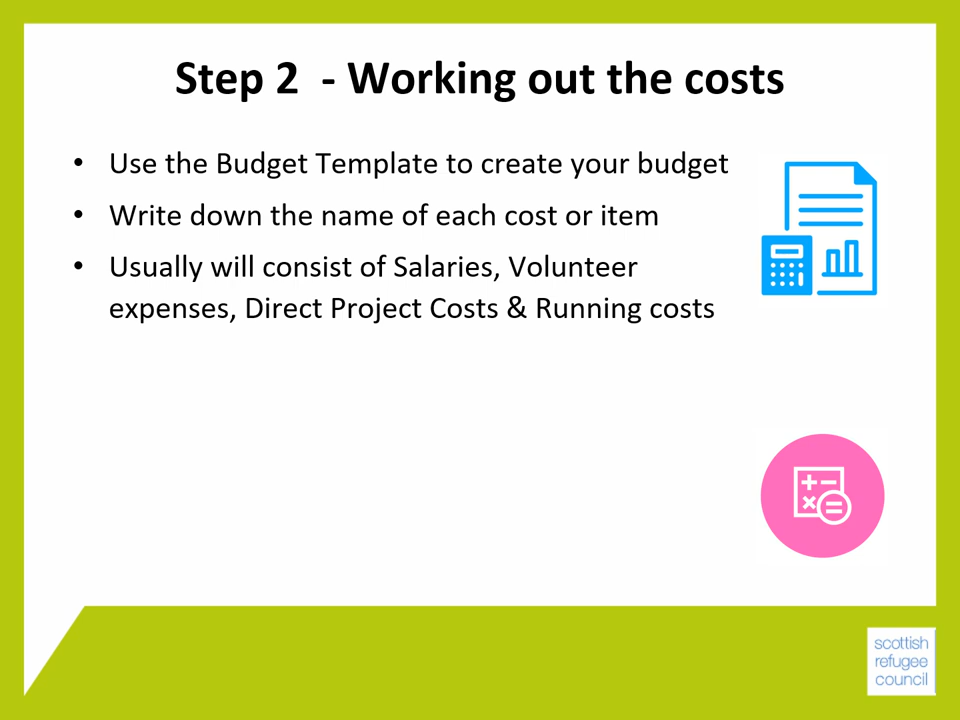 Step 2  - Working out the costs
• Use the Budget Template to create your budget
• Write down the name of each cost or item
• Usually will consist of Salaries, Volunteer
expenses, Direct Project Costs & Running costs
scottish
refugee
council